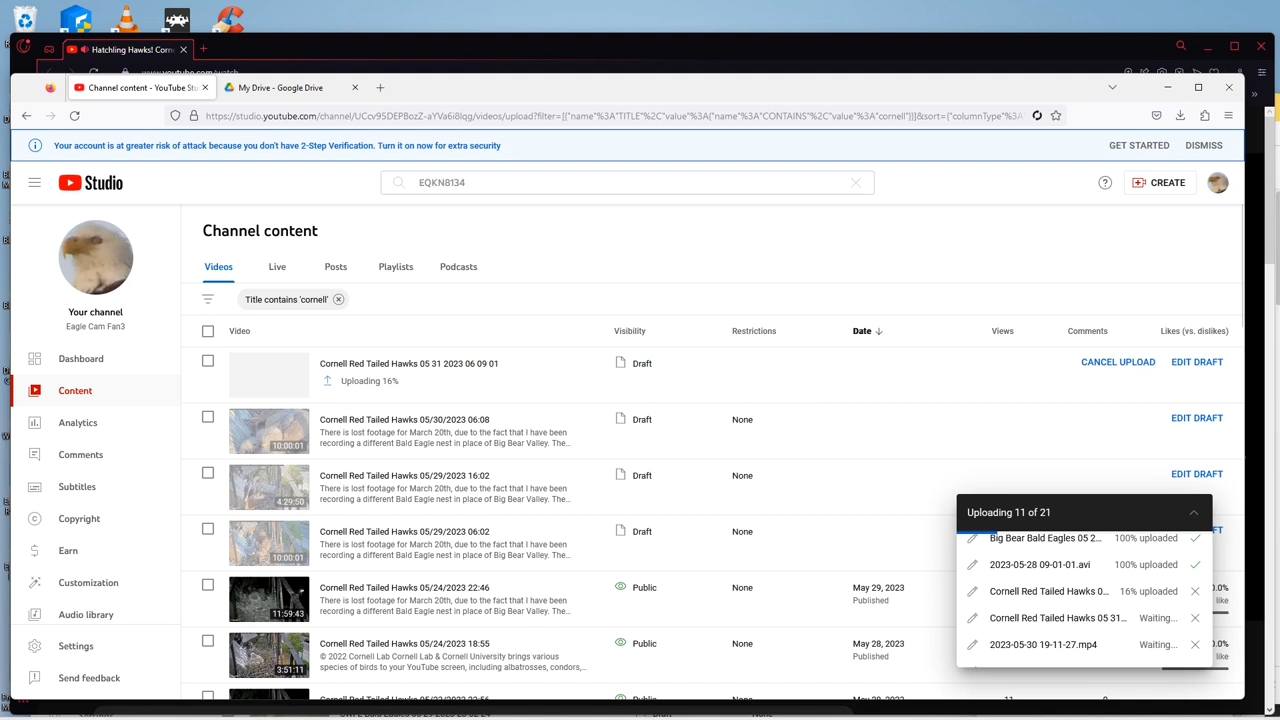 Hatchling Hawks! Corne
www.youtube.com/watch
Channel content - YouTube Stu
My Drive - Google Drive
https://studio.youtube.com/channel/UCcv95DEPBozZ-aYVa6i8lqg/videos/upload?filter=[{"name"%3A"TITLE"%2C"value"%3A{"name"%3A"CONTAINS"%2C"value"%3A"cornell"}}]&sort={"columnType"%3A
Your account is at greater risk of attack because you don't have 2-Step Verification. Turn it on now for extra security
GET STARTED
DISMISS
Studio
EQKN8134
CREATE
Channel content
Videos
Live
Posts
Playlists
Podcasts
Title contains 'cornell'
Your channel
Eagle Cam Fan3
Dashboard
Content
Analytics
Comments
Subtitles
Copyright
Earn
Customization
Audio library
Settings
Send feedback
Video
Visibility
Restrictions
Date
Views
Comments
Likes (vs. dislikes)
Cornell Red Tailed Hawks 05 31 2023 06 09 01
Uploading 16%
Draft
CANCEL UPLOAD
EDIT DRAFT
10:00:01
Cornell Red Tailed Hawks 05/30/2023 06:08
There is lost footage for March 20th, due to the fact that I have been
recording a different Bald Eagle nest in place of Big Bear Valley. The...
Draft
None
EDIT DRAFT
4:29:50
Cornell Red Tailed Hawks 05/29/2023 16:02
There is lost footage for March 20th, due to the fact that I have been
recording a different Bald Eagle nest in place of Big Bear Valley. The...
Draft
None
EDIT DRAFT
10:00:01
Cornell Red Tailed Hawks 05/29/2023 06:02
There is lost footage for March 20th, due to the fact that I have been
recording a different Bald Eagle nest in place of Big Bear Valley. The...
Draft
None
FT
11:59:43
Cornell Red Tailed Hawks 05/24/2023 22:46
There is lost footage for March 20th, due to the fact that I have been
recording a different Bald Eagle nest in place of Big Bear Valley. The...
Public
None
May 29, 2023
Published
0.0%
like
3:51:11
Cornell Red Tailed Hawks 05/24/2023 18:55
© 2022 Cornell Lab Cornell Lab & Cornell University brings various
species of birds to your YouTube screen, including albatrosses, condors,...
Public
None
May 28, 2023
Published
0.0%
like
Uploading 11 of 21
Big Bear Bald Eagles 05 2...
100% uploaded
2023-05-28 09-01-01.avi
100% uploaded
Cornell Red Tailed Hawks 0...
16% uploaded
Cornell Red Tailed Hawks 05 31...
Waiting...
2023-05-30 19-11-27.mp4
Waiting...